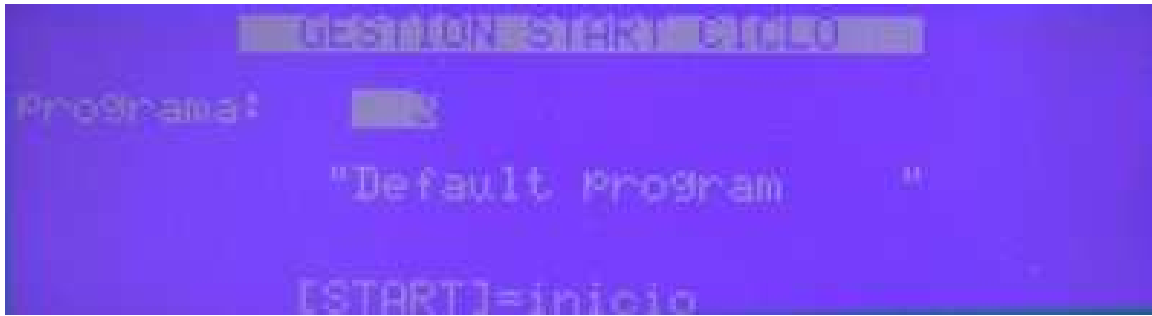 GESTION START CICLO
Programa:
"Default Program "
[START]=inicio